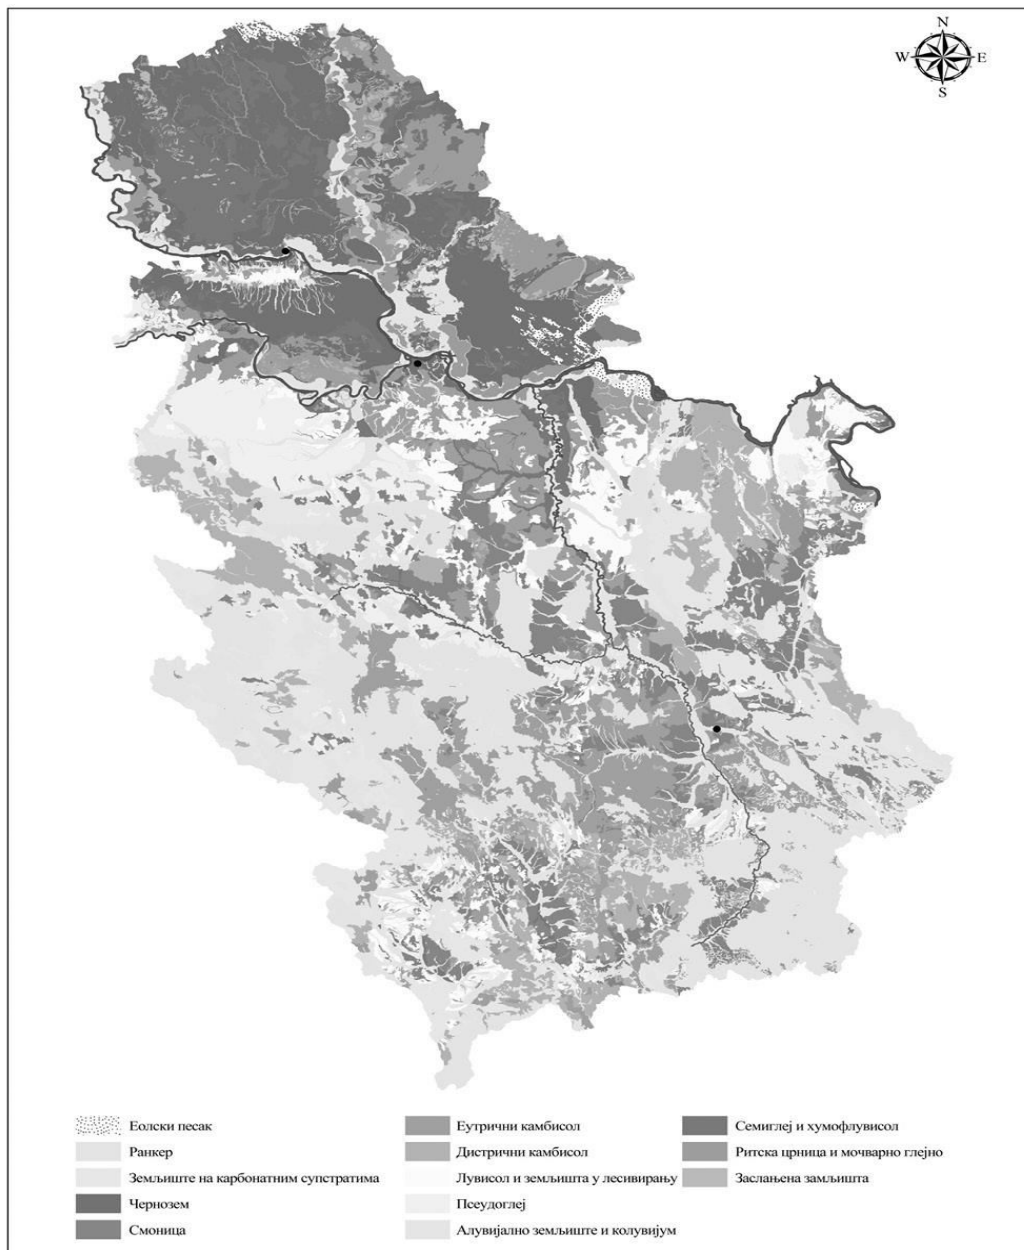 N
W E
S
Еолски песак
Ранкер
Земљиште на карбонатним супстратима
Чернозем
Смоница
Еутрични камбисол
Дистрични камбисол
Лувисол и земљишта у лесивирању
Псеудоглеј
Алувијално земљиште и колувијум
Семиглеј и хумофлувисол
Ритска црница и мочварно глејно
Заслањена замљишта